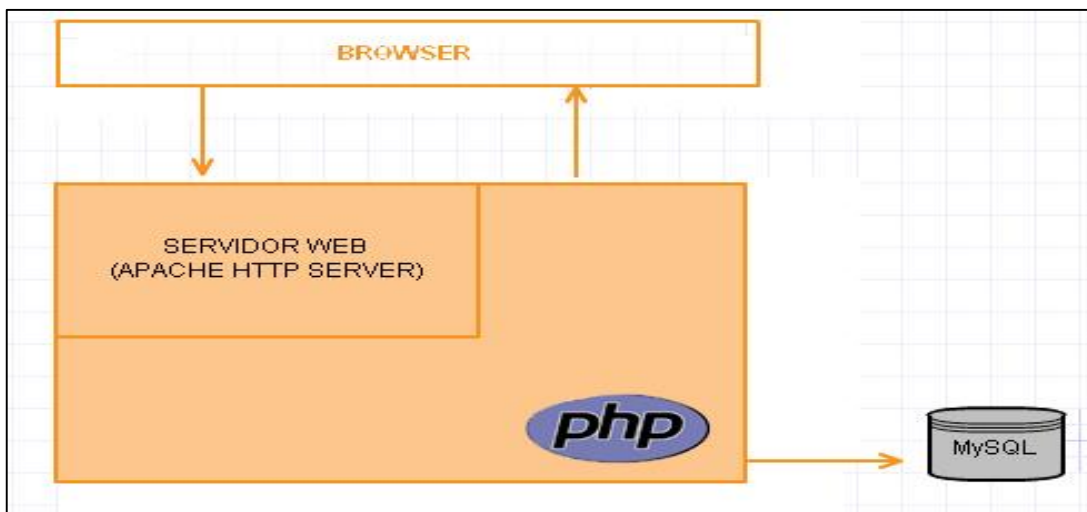 BROWSER
SERVIDOR WEB
(APACHE HTTP SERVER)
php
MySQL